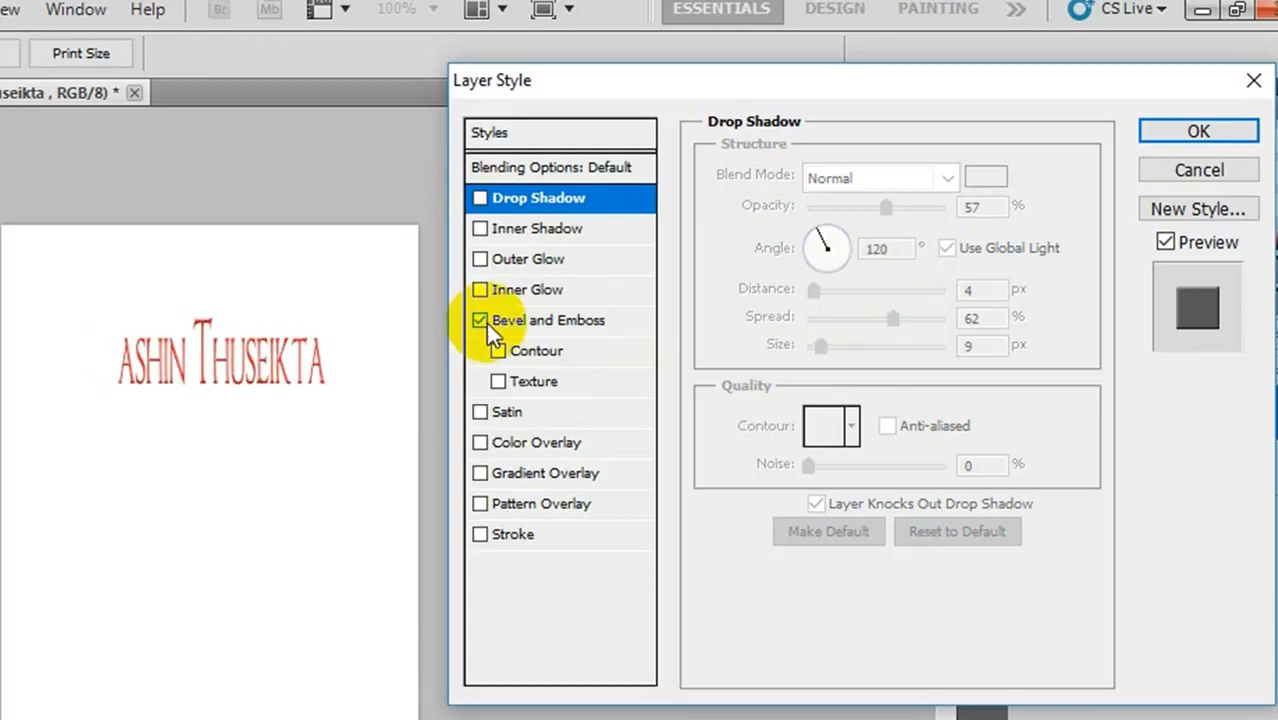 ew Window Help Br Mb 100% ESSENTIALS DESIGN PAINTING CS Live
Print Size
useikta , RGB/8) *
Layer Style
Styles
Blending Options: Default
Drop Shadow
Inner Shadow
Outer Glow
Inner Glow
Bevel and Emboss
Contour
Texture
Satin
Color Overlay
Gradient Overlay
Pattern Overlay
Stroke
Drop Shadow
Structure
Blend Mode: Normal
Opacity: 57 %
Angle: 120 ° Use Global Light
Distance: 4 px
Spread: 62 %
Size: 9 px
Quality
Contour: Anti-aliased
Noise: 0 %
Layer Knocks Out Drop Shadow
Make Default Reset to Default
OK
Cancel
New Style...
Preview
ASHIN THUSEIKTA